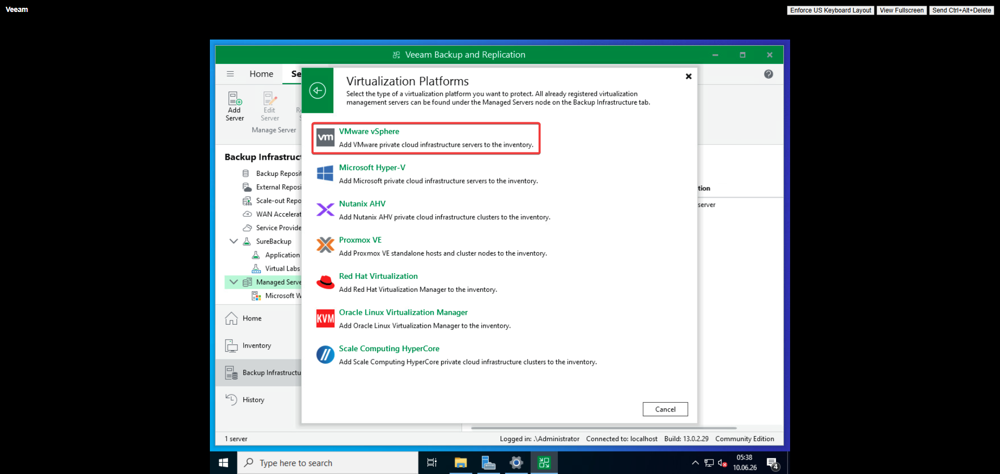 Veeam
Enforce US Keyboard Layout
View Fullscreen
Send Ctrl+Alt+Delete
Veeam Backup and Replication
Home
Se
Add
Server
Edit
Server
Manage Server
Virtualization Platforms
Select the type of a virtualization platform you want to protect. All already registered virtualization
management servers can be found under the Managed Servers node on the Backup Infrastructure tab.
vm
VMware vSphere
Add VMware private cloud infrastructure servers to the inventory.
Microsoft Hyper-V
Add Microsoft private cloud infrastructure servers to the inventory.
Nutanix AHV
Add Nutanix AHV private cloud infrastructure clusters to the inventory.
Proxmox VE
Add Proxmox VE standalone hosts and cluster nodes to the inventory.
Red Hat Virtualization
Add Red Hat Virtualization Manager to the inventory.
KVM
Oracle Linux Virtualization Manager
Add Oracle Linux Virtualization Manager to the inventory.
Scale Computing HyperCore
Add Scale Computing HyperCore private cloud infrastructure clusters to the inventory.
Cancel
Backup Infrastruct
Backup Reposit
External Reposi
Scale-out Repo
WAN Accelerat
Service Provide
SureBackup
Application
Virtual Labs
Managed Serve
Microsoft W
Home
Inventory
Backup Infrastructu
History
tion
server
1 server
Logged in: .\Administrator
Connected to: localhost
Build: 13.0.2.29
Community Edition
Type here to search
05:38
10.06.26
4